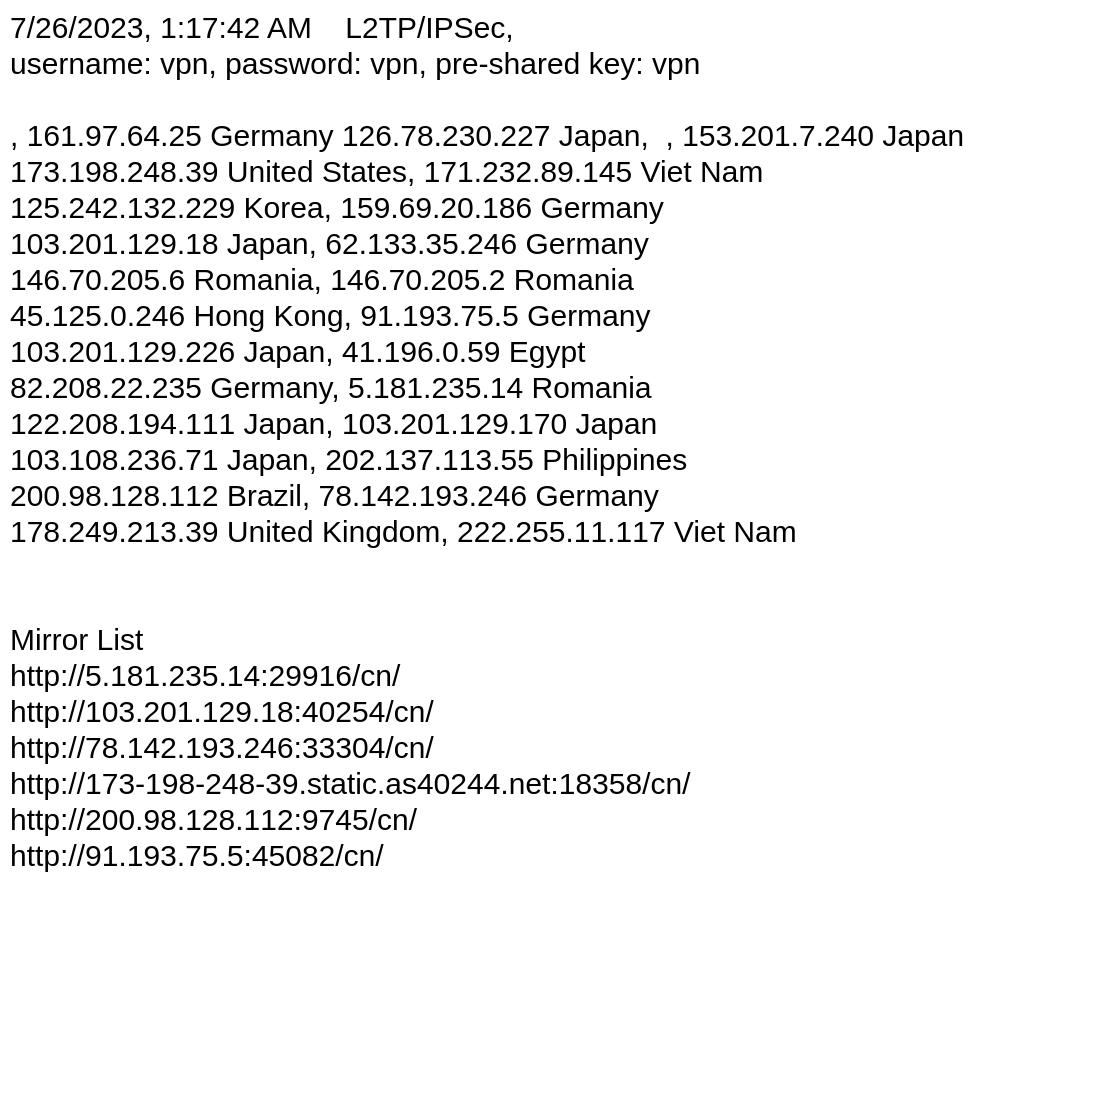 7/26/2023, 1:17:42 AM    L2TP/IPSec,
username: vpn, password: vpn, pre-shared key: vpn
, 161.97.64.25 Germany 126.78.230.227 Japan,  , 153.201.7.240 Japan
173.198.248.39 United States, 171.232.89.145 Viet Nam
125.242.132.229 Korea, 159.69.20.186 Germany
103.201.129.18 Japan, 62.133.35.246 Germany
146.70.205.6 Romania, 146.70.205.2 Romania
45.125.0.246 Hong Kong, 91.193.75.5 Germany
103.201.129.226 Japan, 41.196.0.59 Egypt
82.208.22.235 Germany, 5.181.235.14 Romania
122.208.194.111 Japan, 103.201.129.170 Japan
103.108.236.71 Japan, 202.137.113.55 Philippines
200.98.128.112 Brazil, 78.142.193.246 Germany
178.249.213.39 United Kingdom, 222.255.11.117 Viet Nam
Mirror List
http://5.181.235.14:29916/cn/
http://103.201.129.18:40254/cn/
http://78.142.193.246:33304/cn/
http://173-198-248-39.static.as40244.net:18358/cn/
http://200.98.128.112:9745/cn/
http://91.193.75.5:45082/cn/